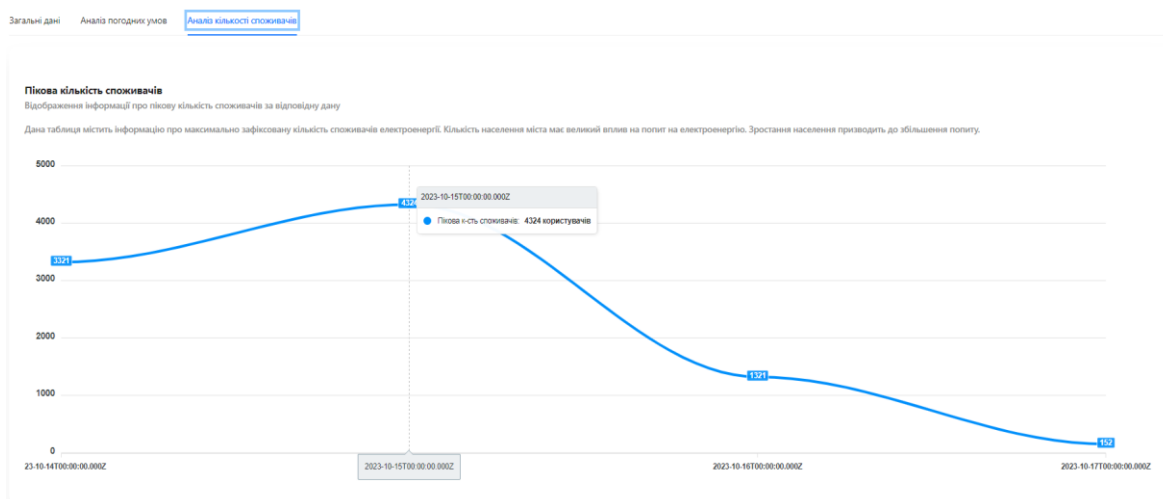 Загальні дані Аналіз погодних умов Аналіз кількості споживачів
Пікова кількість споживачів
Відображення інформації про пікову кількість споживачів за відповідну дану
Дана таблиця містить інформацію про максимально зафіксовану кількість споживачів електроенергії. Кількість населення міста має великий вплив на попит на електроенергію. Зростання населення призводить до збільшення попиту.
5000
2023-10-15T00:00:00.000Z
4324
Пікова к-сть споживачів: 4324 користувачів
4000
3321
3000
2000
1321
1000
152
0
23-10-14T00:00:00.000Z 2023-10-15T00:00:00.000Z 2023-10-16T00:00:00.000Z 2023-10-17T00:00:00.000Z